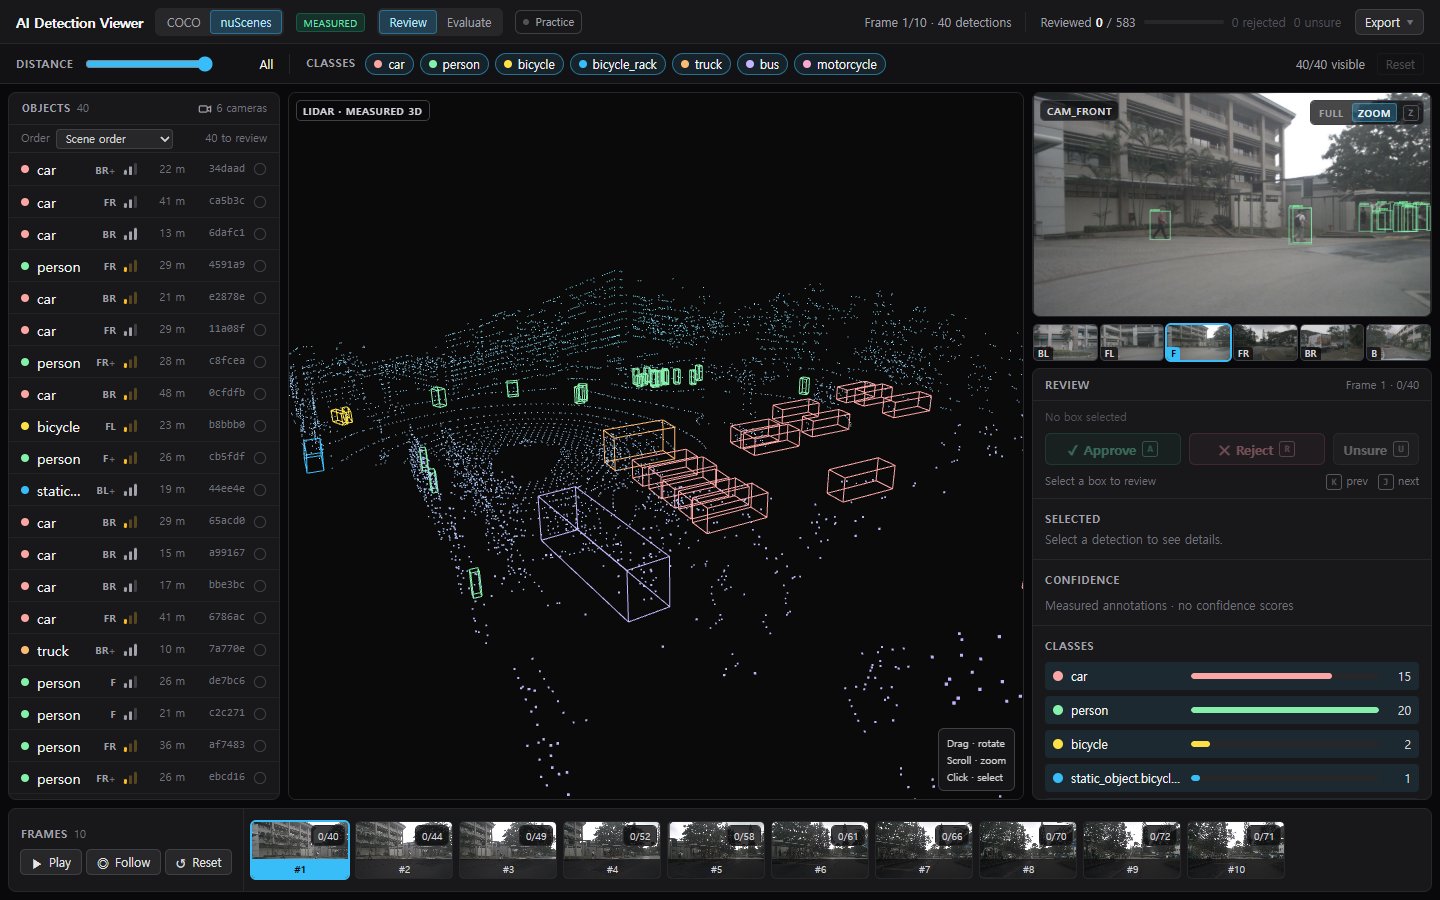 AI Detection Viewer COCO nuScenes MEASURED Review Evaluate Practice Frame 1/10 · 40 detections Reviewed 0 / 583 0 rejected 0 unsure Export
DISTANCE All CLASSES car person bicycle bicycle_rack truck bus motorcycle 40/40 visible Reset
OBJECTS 40 6 cameras
Order Scene order 40 to review
car BR+ 22 m 34daad
car FR 41 m ca5b3c
car BR 13 m 6dafc1
person FR 29 m 4591a9
car BR 21 m e2878e
car FR 29 m 11a08f
person FR+ 28 m c8fcea
car BR 48 m 0cfdfb
bicycle FL 23 m b8bbb0
person F+ 26 m cb5fdf
static... BL+ 19 m 44ee4e
car BR 29 m 65acd0
car BR 15 m a99167
car BR 17 m bbe3bc
car FR 41 m 6786ac
truck BR+ 10 m 7a770e
person F 26 m de7bc6
person F 21 m c2c271
person FR 36 m af7483
person FR+ 26 m ebcd16
LIDAR · MEASURED 3D
Drag · rotate
Scroll · zoom
Click · select
CAM_FRONT FULL ZOOM Z
BL FL F FR BR B
REVIEW Frame 1 · 0/40
No box selected
Approve A Reject R Unsure U
Select a box to review K prev J next
SELECTED
Select a detection to see details.
CONFIDENCE
Measured annotations · no confidence scores
CLASSES
car 15
person 20
bicycle 2
static_object.bicycl... 1
FRAMES 10
Play Follow Reset
0/40 0/44 0/49 0/52 0/58 0/61 0/66 0/70 0/72 0/71
#1 #2 #3 #4 #5 #6 #7 #8 #9 #10